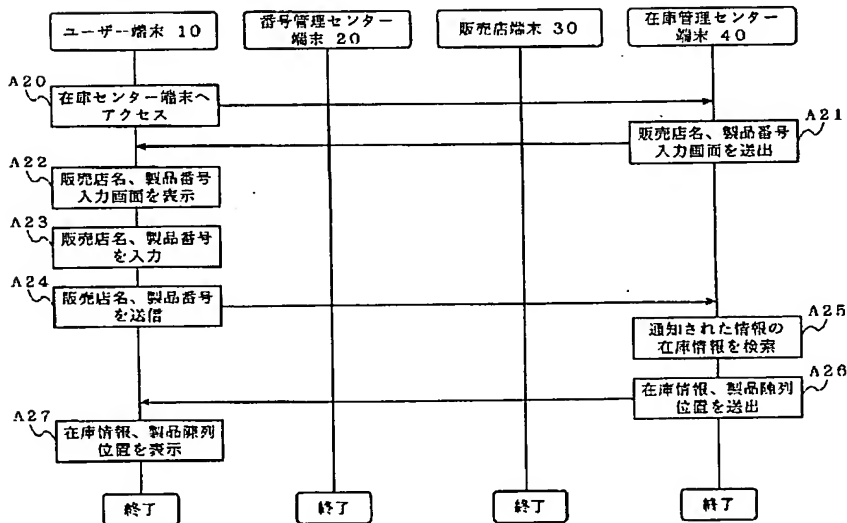 ユーザー端末 10
番号管理センター
端末 20
販売店端末 30
在庫管理センター
端末 40
A20
在庫センター端末へ
アクセス
A21
販売店名、製品番号
入力画面を送出
A22
販売店名、製品番号
入力画面を表示
A23
販売店名、製品番号
を入力
A24
販売店名、製品番号
を送信
A25
通知された情報の
在庫情報を検索
A26
在庫情報、製品陳列
位置を送出
A27
在庫情報、製品陳列
位置を表示
終了
終了
終了
終了